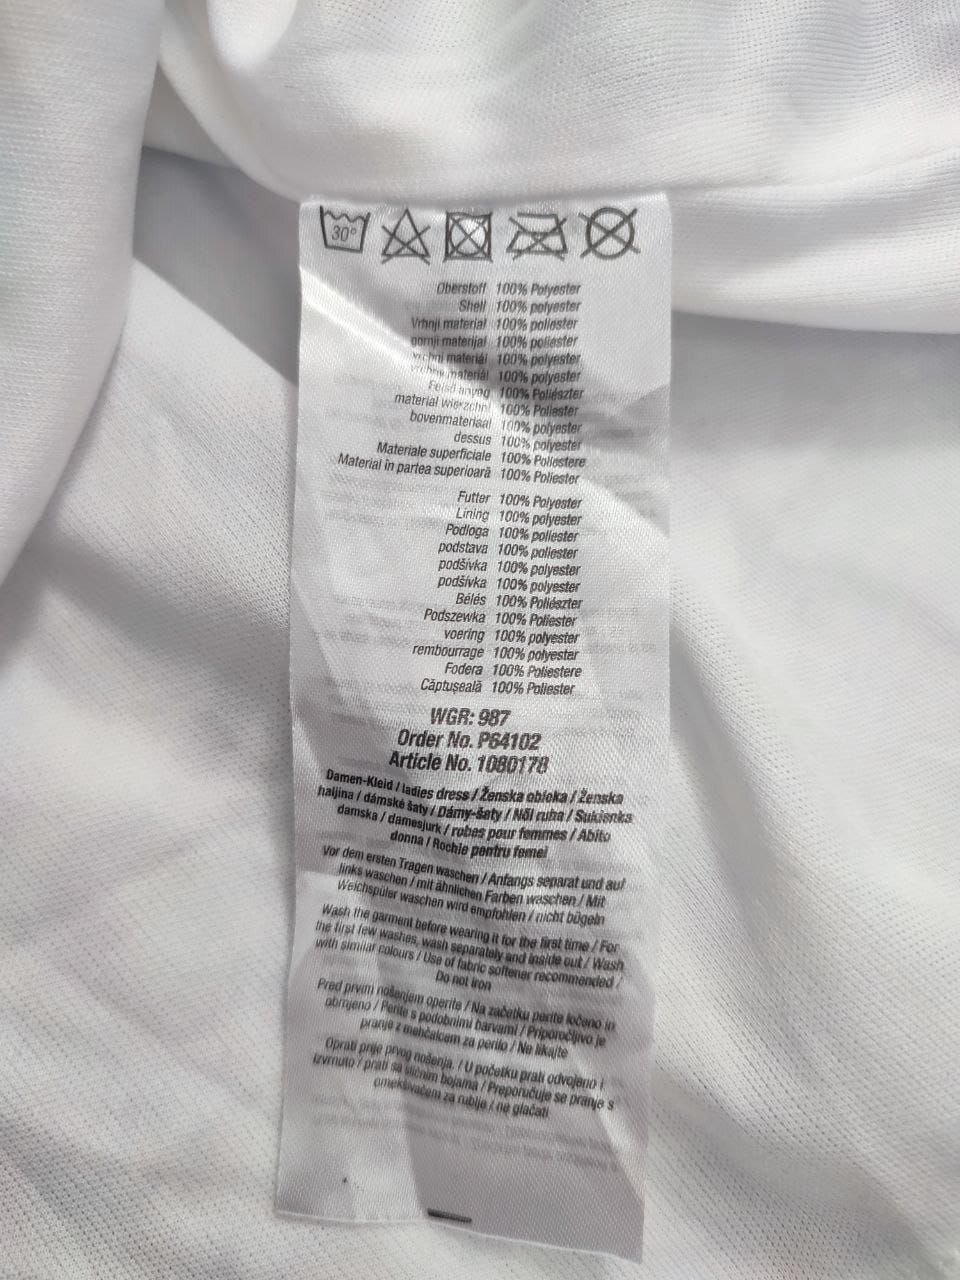 30°
Oberstoff 100% Polyester
Shell 100% polyester
Vrhnji material 100% poliester
gornji materijal 100% poliester
vrchní materiál 100% polyester
vrchný materiál 100% polyester
Felső anyag 100% Poliészter
materiał wierzchni 100% Poliester
bovenmateriaal 100% polyester
dessus 100% polyester
Materiale superficiale 100% Poliestere
Material în partea superioară 100% Poliester
Futter 100% Polyester
Lining 100% polyester
Podloga 100% poliester
podstava 100% poliester
podšívka 100% polyester
podšívka 100% polyester
Bélés 100% Poliészter
Podszewka 100% Poliester
voering 100% polyester
rembourrage 100% polyester
Fodera 100% Poliestere
Căptușeală 100% Poliester
WGR: 987
Order No. P64102
Article No. 1080178
Damen-Kleid / ladies dress / Ženska obleka / Ženska
haljina / dámské šaty / Dámy-šaty / Női ruha / Sukienka
damska / damesjurk / robes pour femmes / Abito
donna / Rochie pentru femei
Vor dem ersten Tragen waschen / Anfangs separat und auf
links waschen / mit ähnlichen Farben waschen / Mit
Weichspüler waschen wird empfohlen / nicht bügeln
Wash the garment before wearing it for the first time / For
the first few washes, wash separately and inside out / Wash
with similar colours / Use of fabric softener recommended /
Do not iron
Pred prvim nošenjem operite / Na začetku perite ločeno in
obrnjeno / Perite s podobnimi barvami / Priporočljivo je
pranje z mehčalcem za perilo / Ne likajte
Oprati prije prvog nošenja. / U početku prati odvojeno i
izvrnuto / prati sa sličnim bojama / Preporučuje se pranje s
omekšivačem za rublje / ne glačati